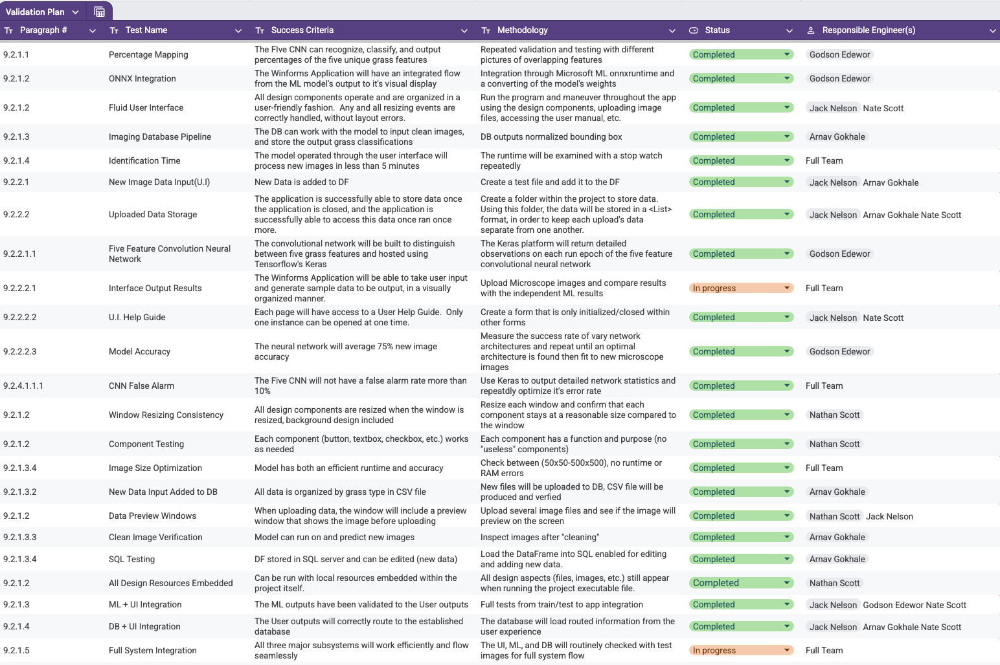 Validation Plan
Paragraph # Test Name Success Criteria Methodology Status Responsible Engineer(s)
9.2.1.1 Percentage Mapping The FIve CNN can recognize, classify, and output percentages of the five unique grass features Repeated validation and testing with different pictures of overlapping features Completed Godson Edewor
9.2.1.2 ONNX Integration The Winforms Application will have an integrated flow from the ML model's output to it's visual display Integration through Microsoft ML onnxruntime and a converting of the model's weights Completed Godson Edewor
9.2.1.2 Fluid User Interface All design components operate and are organized in a user-friendly fashion. Any and all resizing events are correctly handled, without layout errors. Run the program and maneuver throughout the app using the design components, uploading image files, accessing the user manual, etc. Completed Jack Nelson Nate Scott
9.2.1.3 Imaging Database Pipeline The DB can work with the model to input clean images, and store the output grass classifications DB outputs normalized bounding box Completed Arnav Gokhale
9.2.1.4 Identification Time The model operated through the user interface will process new images in less than 5 minutes The runtime will be examined with a stop watch repeatedly Completed Full Team
9.2.2.1 New Image Data Input(U.I) New Data is added to DF Create a test file and add it to the DF Completed Jack Nelson Arnav Gokhale
9.2.2.2 Uploaded Data Storage The application is successfully able to store data once the application is closed, and the application is successfully able to access this data once ran once more. Create a folder within the project to store data. Using this folder, the data will be stored in a <List> format, in order to keep each upload's data separate from one another. Completed Jack Nelson Arnav Gokhale Nate Scott
9.2.2.1.1 Five Feature Convolution Neural Network The convolutional network will be built to distinguish between five grass features and hosted using Tensorflow's Keras The Keras platform will return detailed observations on each run epoch of the five feature convolutional neural network Completed Godson Edewor
9.2.2.2.1 Interface Output Results The Winforms Application will be able to take user input and generate sample data to be output, in a visually organized manner. Upload Microscope images and compare results with the independent ML results In progress Full Team
9.2.2.2.2 U.I. Help Guide Each page will have access to a User Help Guide. Only one instance can be opened at one time. Create a form that is only initialized/closed within other forms Completed Jack Nelson Nate Scott
9.2.2.2.3 Model Accuracy The neural network will average 75% new image accuracy Measure the success rate of vary network architectures and repeat until an optimal architecture is found then fit to new microscope images Completed Godson Edewor
9.2.4.1.1.1 CNN False Alarm The Five CNN will not have a false alarm rate more than 10% Use Keras to output detailed network statistics and repeatdly optimize it's error rate Completed Full Team
9.2.1.2 Window Resizing Consistency All design components are resized when the window is resized, background design included Resize each window and confirm that each component stays at a reasonable size compared to the window Completed Nathan Scott
9.2.1.2 Component Testing Each component (button, textbox, checkbox, etc.) works as needed Each component has a function and purpose (no "useless" components) Completed Nathan Scott
9.2.1.3.4 Image Size Optimization Model has both an efficient runtime and accuracy Check between (50x50-500x500), no runtime or RAM errors Completed Full Team
9.2.1.3.2 New Data Input Added to DB All data is organized by grass type in CSV file New files will be uploaded to DB, CSV file will be produced and verfied Completed Arnav Gokhale
9.2.1.2 Data Preview Windows When uploading data, the window will include a preview window that shows the image before uploading Upload several image files and see if the image will preview on the screen Completed Nathan Scott Jack Nelson
9.2.1.3.3 Clean Image Verification Model can run on and predict new images Inspect images after "cleaning" Completed Arnav Gokhale
9.2.1.3.4 SQL Testing DF stored in SQL server and can be edited (new data) Load the DataFrame into SQL enabled for editing and adding new data. Completed Arnav Gokhale
9.2.1.2 All Design Resources Embedded Can be run with local resources embedded within the project itself. All design aspects (files, images, etc.) still appear when running the project executable file. Completed Nathan Scott
9.2.1.3 ML + UI Integration The ML outputs have been validated to the User outputs Full tests from train/test to app integration Completed Jack Nelson Godson Edewor Nate Scott
9.2.1.4 DB + UI Integration The User outputs will correctly route to the established database The database will load routed information from the user experience Completed Jack Nelson Arnav Gokhale Nate Scott
9.2.1.5 Full System Integration All three major subsystems will work efficiently and flow seamlessly The UI, ML, and DB will routinely checked with test images for full system flow In progress Full Team